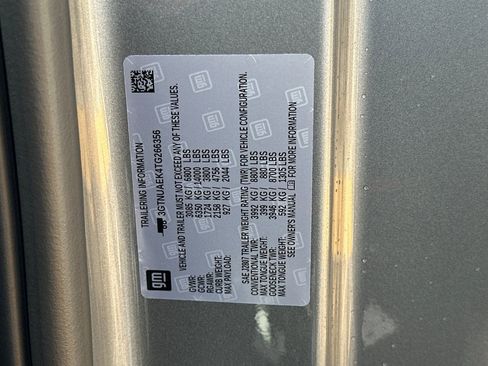 TRAILERING INFORMATION
3GTNUAEK4TG266356
VEHICLE AND TRAILER MUST NOT EXCEED ANY OF THESE VALUES.
GVWR: 3085 KG / 6800 LBS
GCWR: 6350 KG / 14000 LBS
RGAWR: 1724 KG / 3800 LBS
CURB WEIGHT: 2158 KG / 4756 LBS
MAX PAYLOAD: 927 KG / 2044 LBS
SAE J2807 TRAILER WEIGHT RATING (TWR) FOR VEHICLE CONFIGURATION.
CONVENTIONAL TWR: 3992 KG / 8800 LBS
MAX TONGUE WEIGHT: 399 KG / 880 LBS
GOOSENECK TWR: 3946 KG / 8700 LBS
MAX TONGUE WEIGHT: 592 KG / 1305 LBS
SEE OWNER'S MANUAL FOR MORE INFORMATION
gm